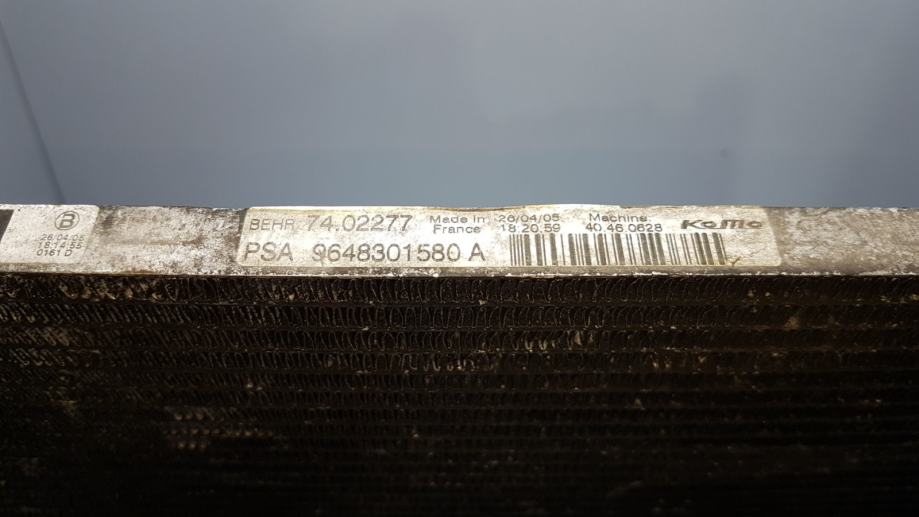 B
26/04/05
18:14:55
0161 D
BEHR 74.02277 Made In 26/04/05 Machine KaMo
France 18:20:59 40.46.0628
PSA 9648301580 A